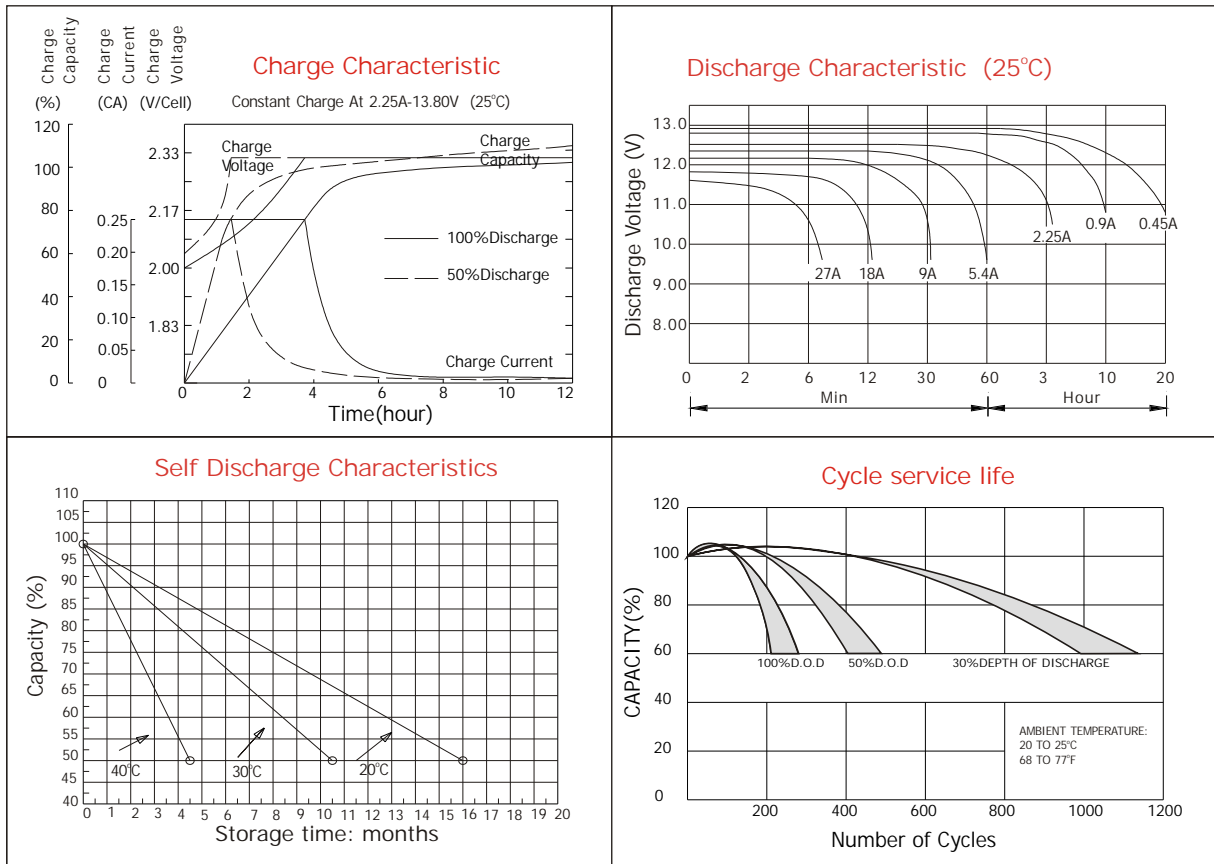 Charge Capacity
Charge Current
Charge Voltage
(%)
(CA)
(V/Cell)
Charge Characteristic
Constant Charge At 2.25A-13.80V (25°C)
120
100
80
60
40
20
0
0.25
0.20
0.15
0.10
0.05
0
2.33
2.17
2.00
1.83
Charge Voltage
Charge Capacity
100%Discharge
50%Discharge
Charge Current
0 2 4 6 8 10 12
Time(hour)
Discharge Characteristic (25°C)
Discharge Voltage (V)
13.0
12.0
11.0
10.0
9.00
8.00
27A 18A 9A 5.4A 2.25A 0.9A 0.45A
0 2 6 12 30 60 3 10 20
Min Hour
Self Discharge Characteristics
Capacity (%)
110
105
100
95
90
85
80
75
70
65
60
55
50
45
40
40°C 30°C 20°C
0 1 2 3 4 5 6 7 8 9 10 11 12 13 14 15 16 17 18 19 20
Storage time: months
Cycle service life
CAPACITY(%)
120
100
80
60
40
20
0
100%D.O.D 50%D.O.D 30%DEPTH OF DISCHARGE
AMBIENT TEMPERATURE:
20 TO 25°C
68 TO 77°F
200 400 600 800 1000 1200
Number of Cycles